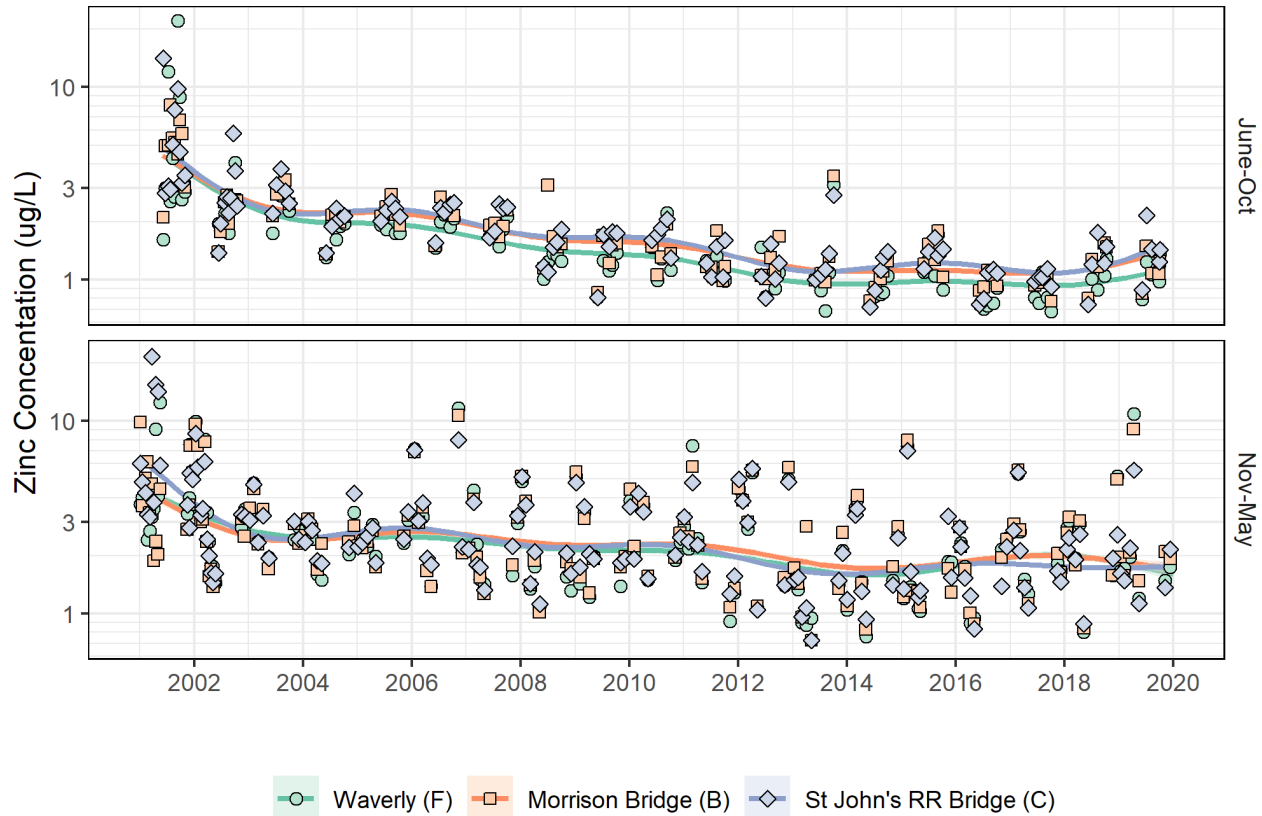 Zinc Concentation (ug/L)
10
3
1
June-Oct
10
3
1
Nov-May
2002 2004 2006 2008 2010 2012 2014 2016 2018 2020
Waverly (F) Morrison Bridge (B) St John's RR Bridge (C)